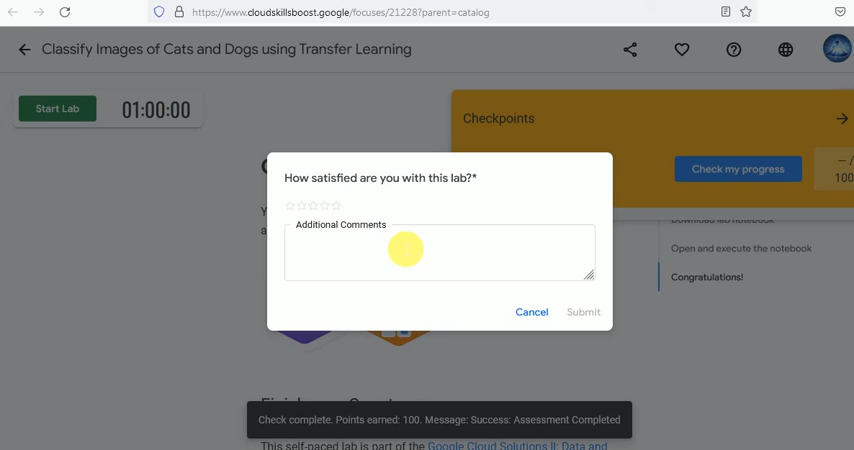 https://www.cloudskillsboost.google/focuses/21228?parent=catalog
Classify Images of Cats and Dogs using Transfer Learning
Start Lab
01:00:00
Checkpoints
Check my progress
– /
100
How satisfied are you with this lab?*
Additional Comments
Cancel
Submit
Download lab notebook
Open and execute the notebook
Congratulations!
Check complete. Points earned: 100. Message: Success: Assessment Completed
This self-paced lab is part of the Google Cloud Solutions II: Data and